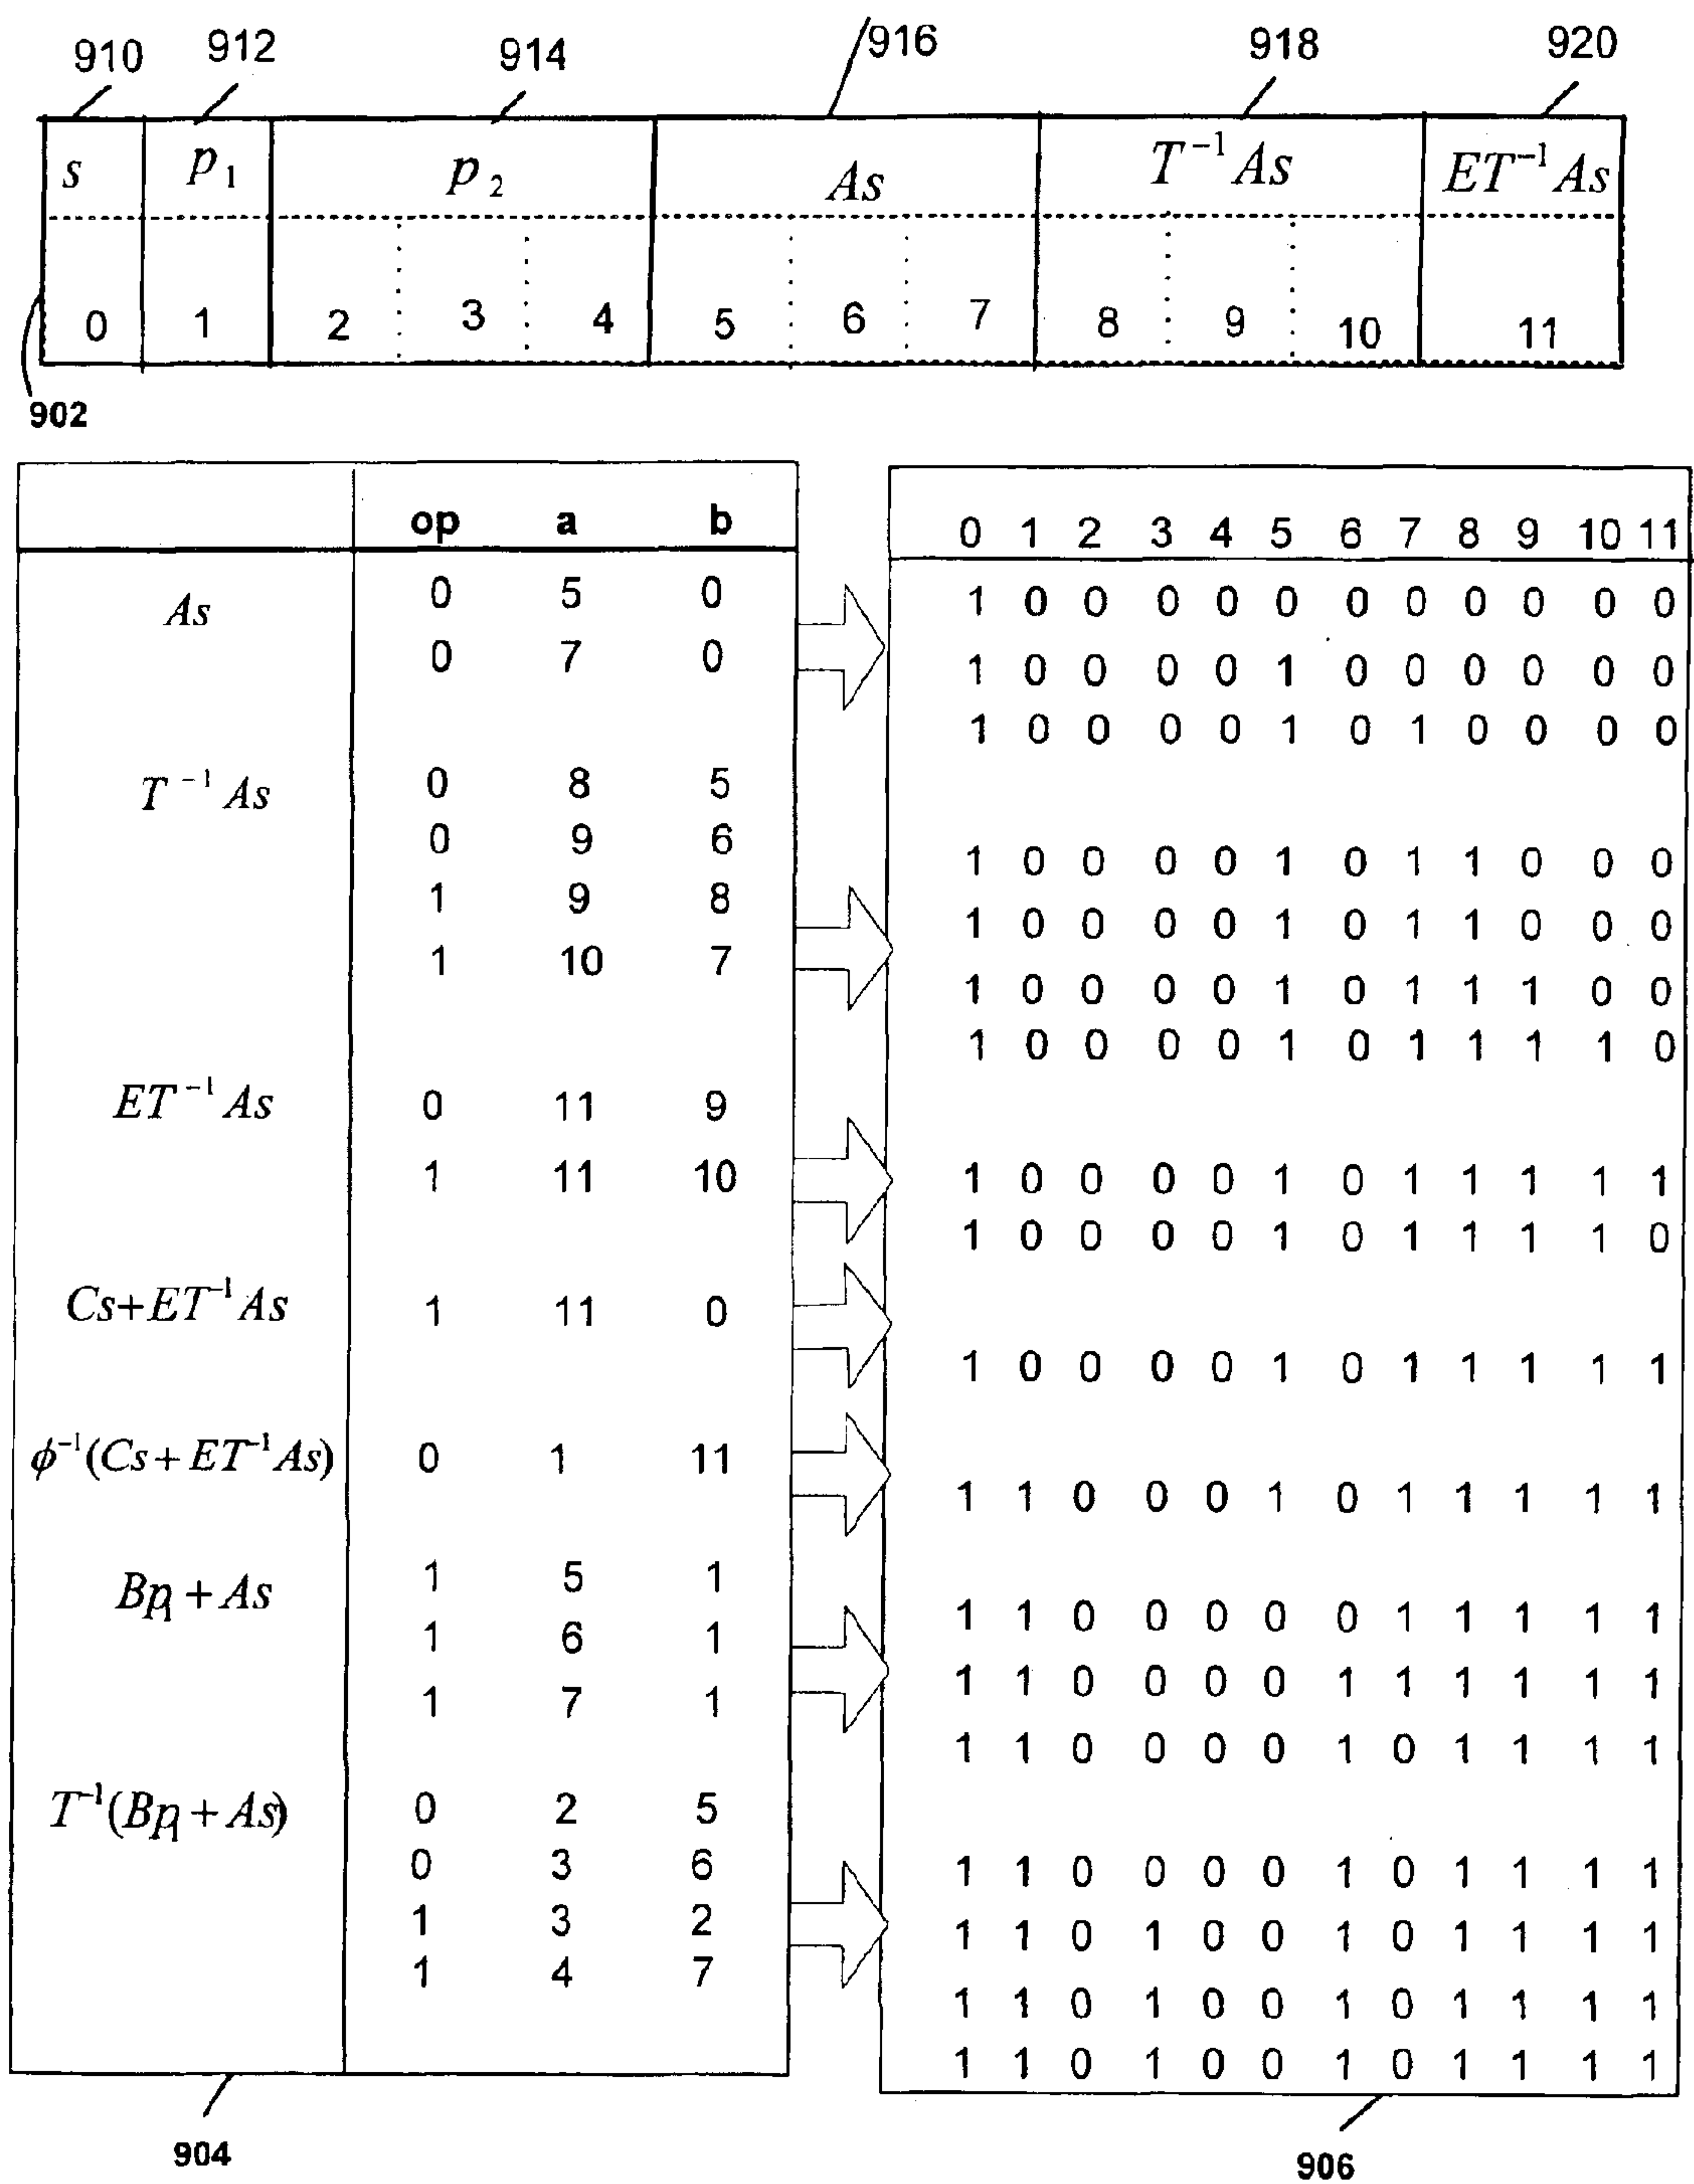 910 912 914 916 918 920
s p₁ p₂ As T⁻¹As ET⁻¹As
0 1 2 3 4 5 6 7 8 9 10 11
902
op a b
As 0 5 0
0 7 0
T⁻¹As 0 8 5
0 9 6
1 9 8
1 10 7
ET⁻¹As 0 11 9
1 11 10
Cs+ET⁻¹As 1 11 0
ϕ⁻¹(Cs+ET⁻¹As) 0 1 11
Bp₁+As 1 5 1
1 6 1
1 7 1
T⁻¹(Bp₁+As) 0 2 5
0 3 6
1 3 2
1 4 7
904
0 1 2 3 4 5 6 7 8 9 10 11
1 0 0 0 0 0 0 0 0 0 0 0
1 0 0 0 0 1 0 0 0 0 0 0
1 0 0 0 0 1 0 1 0 0 0 0
1 0 0 0 0 1 0 1 1 0 0 0
1 0 0 0 0 1 0 1 1 0 0 0
1 0 0 0 0 1 0 1 1 1 0 0
1 0 0 0 0 1 0 1 1 1 1 0
1 0 0 0 0 1 0 1 1 1 1 1
1 0 0 0 0 1 0 1 1 1 1 0
1 0 0 0 0 1 0 1 1 1 1 1
1 1 0 0 0 1 0 1 1 1 1 1
1 1 0 0 0 0 0 1 1 1 1 1
1 1 0 0 0 0 1 1 1 1 1 1
1 1 0 0 0 0 1 0 1 1 1 1
1 1 0 0 0 0 1 0 1 1 1 1
1 1 0 1 0 0 1 0 1 1 1 1
1 1 0 1 0 0 1 0 1 1 1 1
1 1 0 1 0 0 1 0 1 1 1 1
906